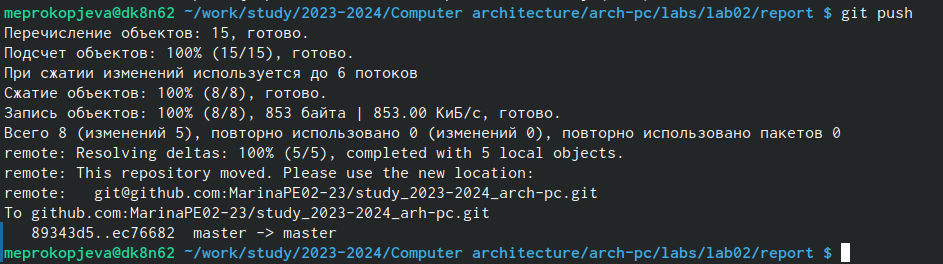 meprokopjeva@dk8n62 ~/work/study/2023-2024/Computer architecture/arch-pc/labs/lab02/report $ git push
Перечисление объектов: 15, готово.
Подсчет объектов: 100% (15/15), готово.
При сжатии изменений используется до 6 потоков
Сжатие объектов: 100% (8/8), готово.
Запись объектов: 100% (8/8), 853 байта | 853.00 КиБ/с, готово.
Всего 8 (изменений 5), повторно использовано 0 (изменений 0), повторно использовано пакетов 0
remote: Resolving deltas: 100% (5/5), completed with 5 local objects.
remote: This repository moved. Please use the new location:
remote:   git@github.com:MarinaPE02-23/study_2023-2024_arch-pc.git
To github.com:MarinaPE02-23/study_2023-2024_arh-pc.git
   89343d5..ec76682  master -> master
meprokopjeva@dk8n62 ~/work/study/2023-2024/Computer architecture/arch-pc/labs/lab02/report $